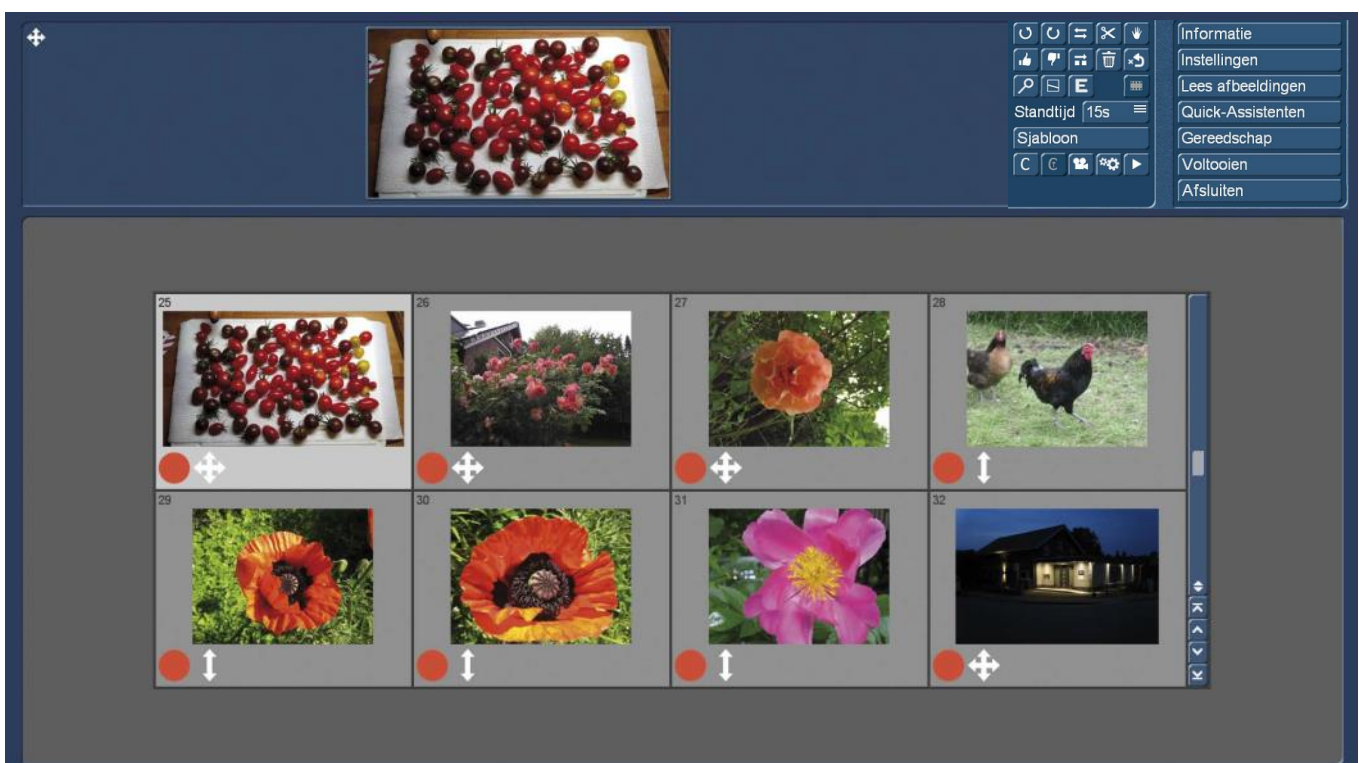 Informatie
Instellingen
Lees afbeeldingen
E
Standtijd 15s
Quick-Assistenten
Sjabloon
Gereedschap
C
Voltooien
Afsluiten
25
26
27
28
29
30
31
32